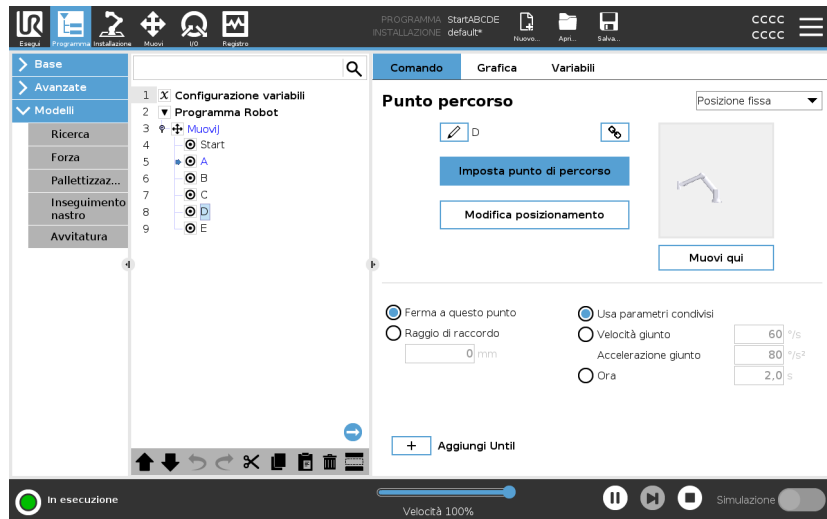 PROGRAMMA StartABCDE
INSTALLAZIONE default*
UR
Esegui
Programma
Installazione
Muovi
I/O
Registro
Nuovo...
Apri...
Salva...
cccc
cccc
Base
Avanzate
Modelli
Ricerca
Forza
Pallettizzaz...
Inseguimento
nastro
Avvitatura
1 X Configurazione variabili
2 Programma Robot
3 MuoviJ
4 Start
5 A
6 B
7 C
8 D
9 E
Comando Grafica Variabili
Punto percorso
Posizione fissa
D
Imposta punto di percorso
Modifica posizionamento
Muovi qui
Ferma a questo punto
Raggio di raccordo
0 mm
Usa parametri condivisi
Velocità giunto 60 °/s
Accelerazione giunto 80 °/s²
Ora 2,0 s
+ Aggiungi Until
In esecuzione
Velocità 100%
Simulazione